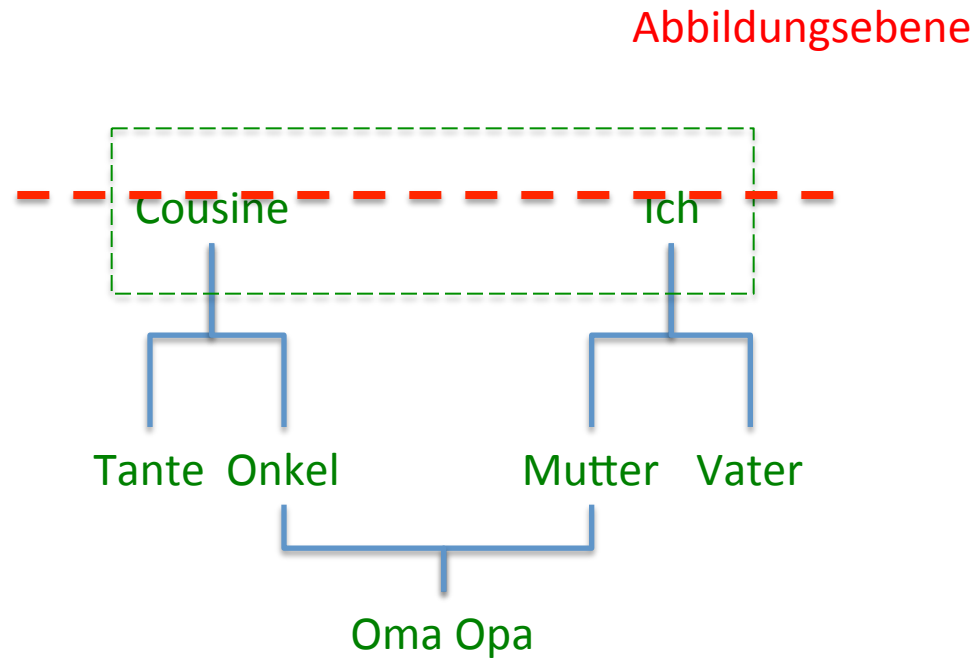 Abbildungsebene
Cousine Ich
Tante Onkel Mutter Vater
Oma Opa